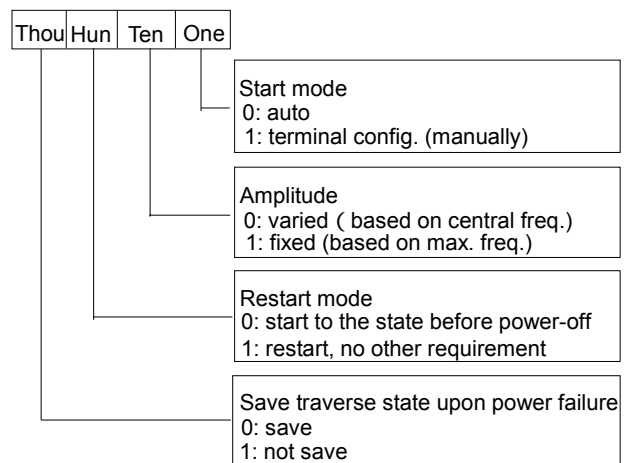 Thou Hun Ten One
Start mode
0: auto
1: terminal config. (manually)
Amplitude
0: varied ( based on central freq.)
1: fixed (based on max. freq.)
Restart mode
0: start to the state before power-off
1: restart, no other requirement
Save traverse state upon power failure
0: save
1: not save